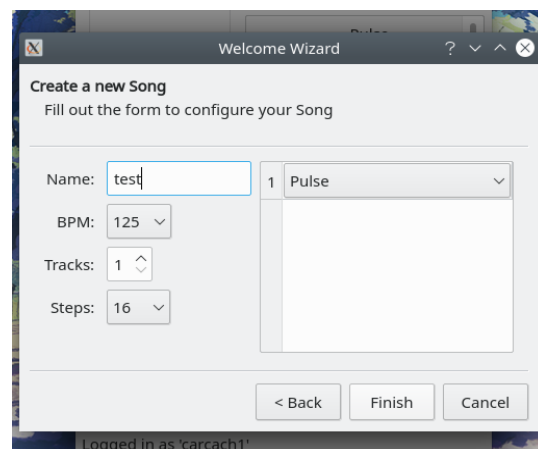 Pulse
Welcome Wizard
Create a new Song
Fill out the form to configure your Song
Name: test
1 Pulse
BPM: 125
Tracks: 1
Steps: 16
< Back Finish Cancel
Logged in as 'carcach1'